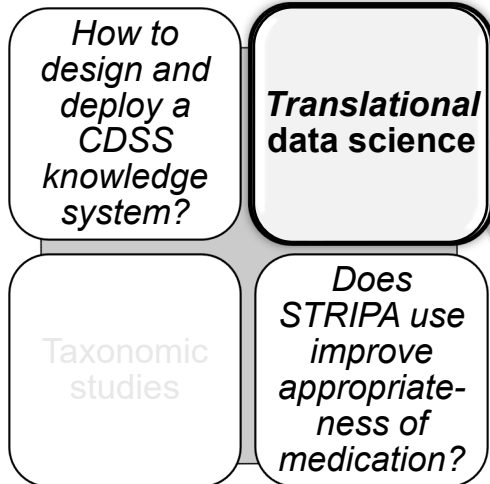 How to
design and
deploy a
CDSS
knowledge
system?
Translational
data science
Taxonomic
studies
Does
STRIPA use
improve
appropriate-
ness of
medication?